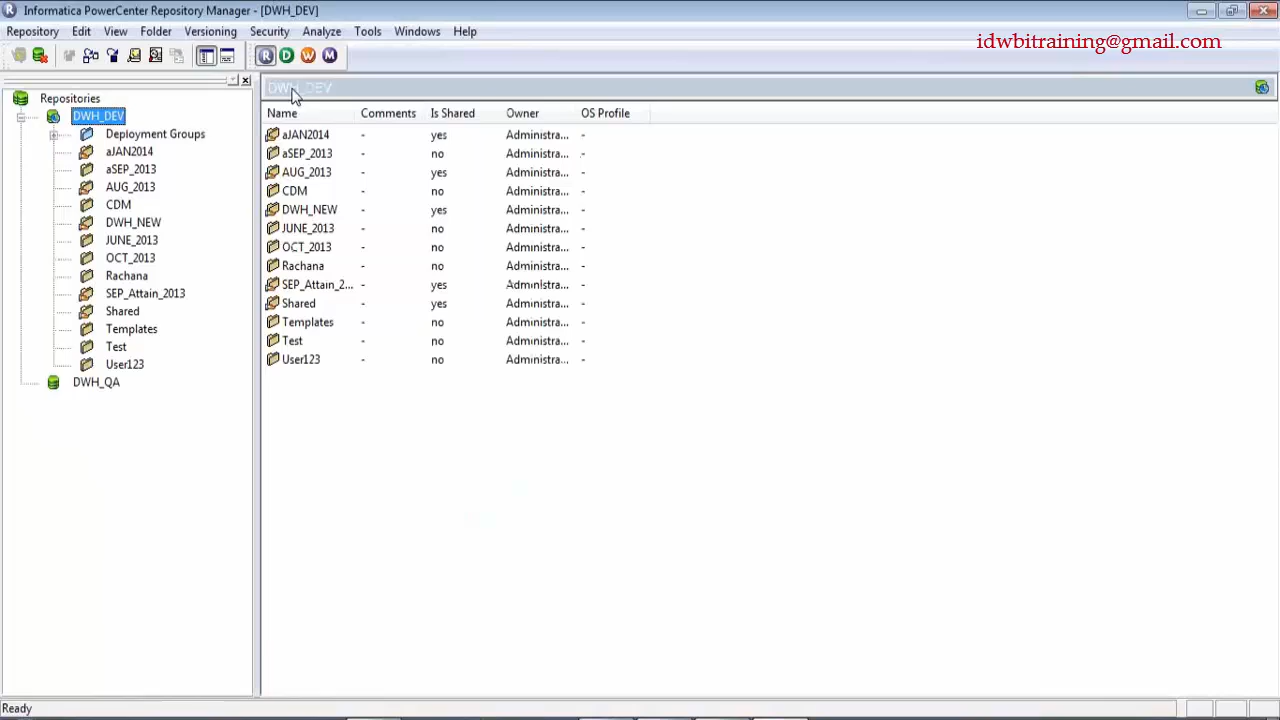 Informatica PowerCenter Repository Manager - [DWH_DEV]
Repository Edit View Folder Versioning Security Analyze Tools Windows Help
idwbitraining@gmail.com
R D W M
DWH_DEV
Repositories
DWH_DEV
Deployment Groups
aJAN2014
aSEP_2013
AUG_2013
CDM
DWH_NEW
JUNE_2013
OCT_2013
Rachana
SEP_Attain_2013
Shared
Templates
Test
User123
DWH_QA
Name Comments Is Shared Owner OS Profile
aJAN2014 - yes Administra... -
aSEP_2013 - no Administra... -
AUG_2013 - yes Administra... -
CDM - no Administra... -
DWH_NEW - yes Administra... -
JUNE_2013 - no Administra... -
OCT_2013 - no Administra... -
Rachana - no Administra... -
SEP_Attain_2... - yes Administra... -
Shared - yes Administra... -
Templates - no Administra... -
Test - no Administra... -
User123 - no Administra... -
Ready